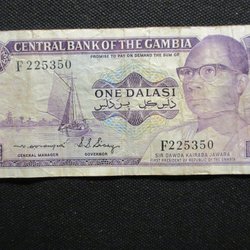 CENTRAL BANK OF THE GAMBIA
PROMISE TO PAY ON DEMAND THE SUM OF
F 225350
ONE DALASI
F225350
GENERAL MANAGER
GOVERNOR
SIR DAWDA KAIRABA JAWARA
FIRST PRESIDENT OF REPUBLIC OF THE GAMBIA